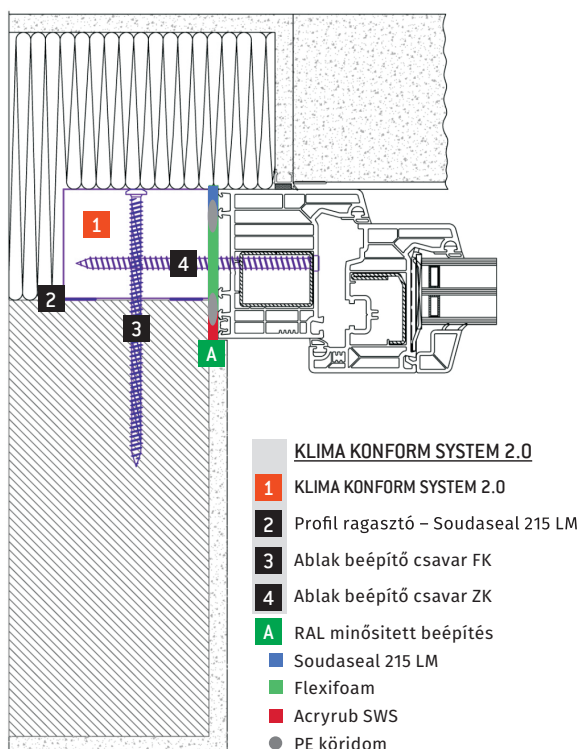 1
4
2
3
A
KLIMA KONFORM SYSTEM 2.0
1 KLIMA KONFORM SYSTEM 2.0
2 Profil ragasztó – Soudaseal 215 LM
3 Ablak beépítő csavar FK
4 Ablak beépítő csavar ZK
A RAL minősitett beépítés
Soudaseal 215 LM
Flexifoam
Acryrub SWS
PE köridom